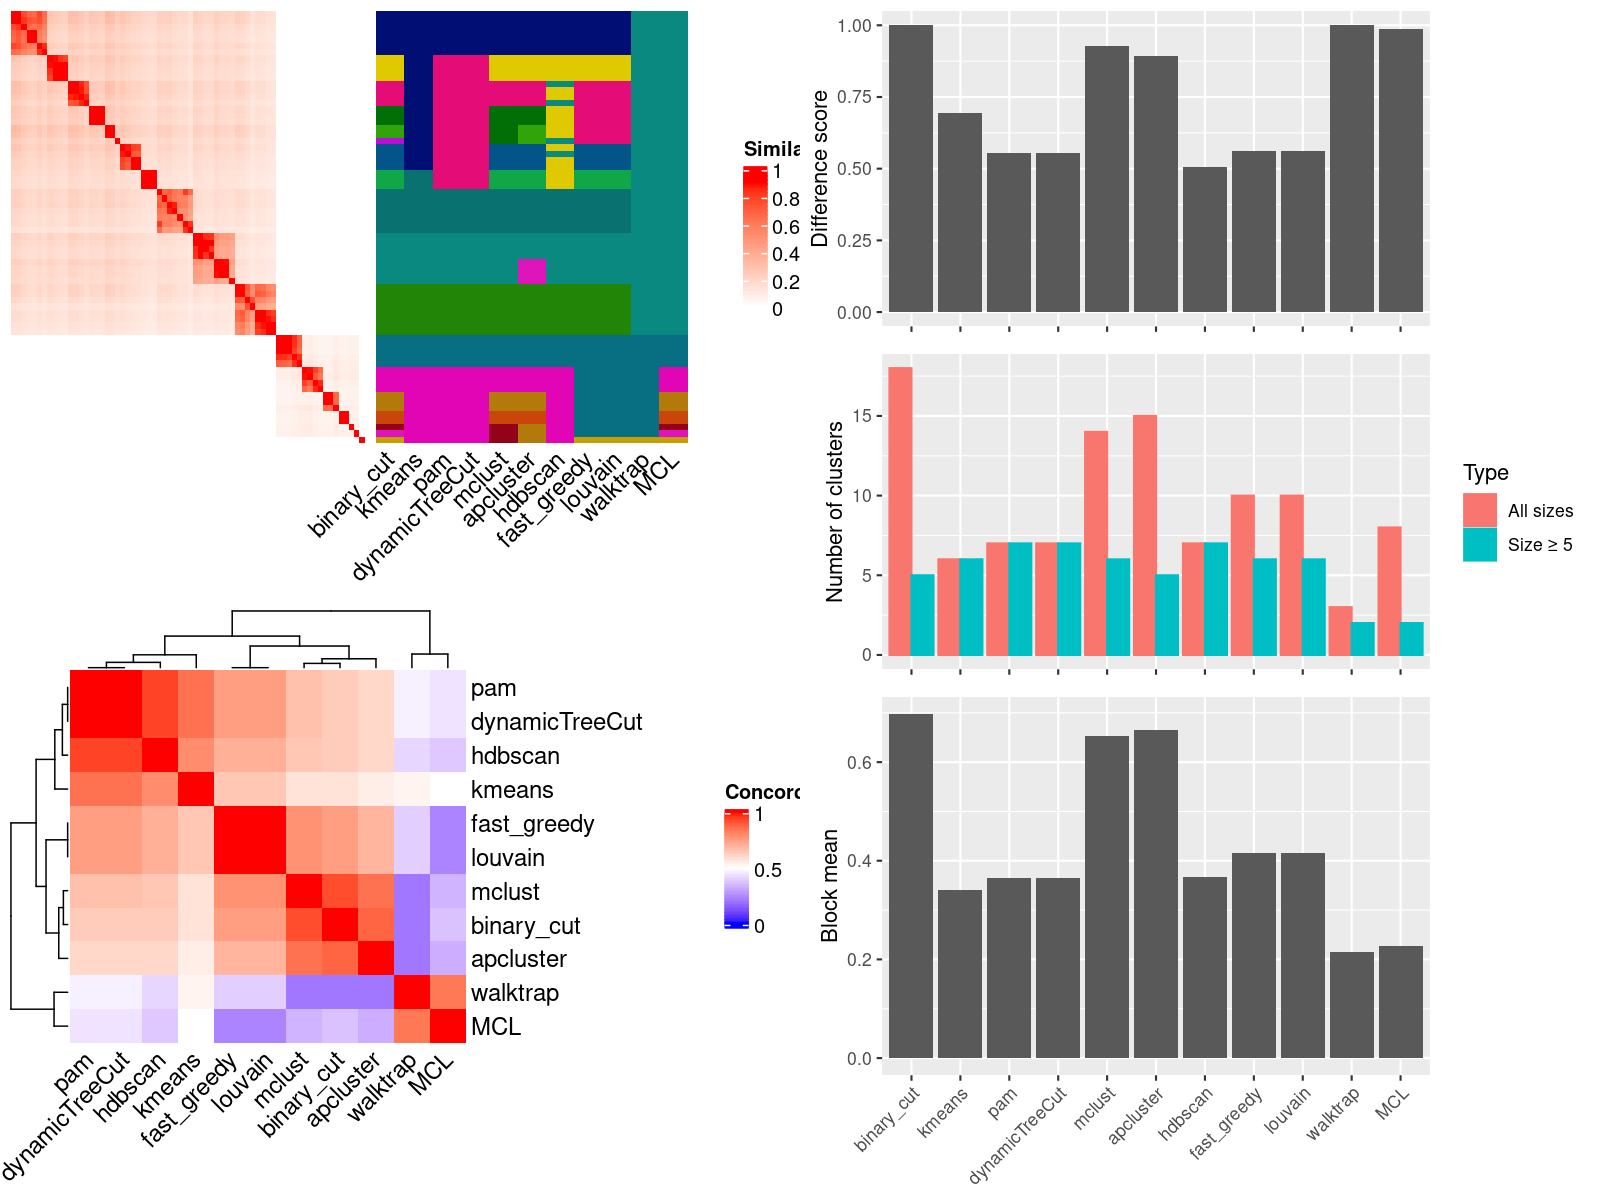 Simila
1
0.8
0.6
0.4
0.2
0
binary_cut
kmeans
pam
dynamicTreeCut
mclust
apcluster
hdbscan
fast_greedy
louvain
walktrap
MCL
Difference score
1.00
0.75
0.50
0.25
0.00
Number of clusters
15
10
5
0
Type
All sizes
Size ≥ 5
pam
dynamicTreeCut
hdbscan
kmeans
fast_greedy
louvain
mclust
binary_cut
apcluster
walktrap
MCL
pam
dynamicTreeCut
hdbscan
kmeans
fast_greedy
louvain
mclust
binary_cut
apcluster
walktrap
MCL
Concord
1
0.5
0
Block mean
0.6
0.4
0.2
0.0
binary_cut
kmeans
pam
dynamicTreeCut
mclust
apcluster
hdbscan
fast_greedy
louvain
walktrap
MCL